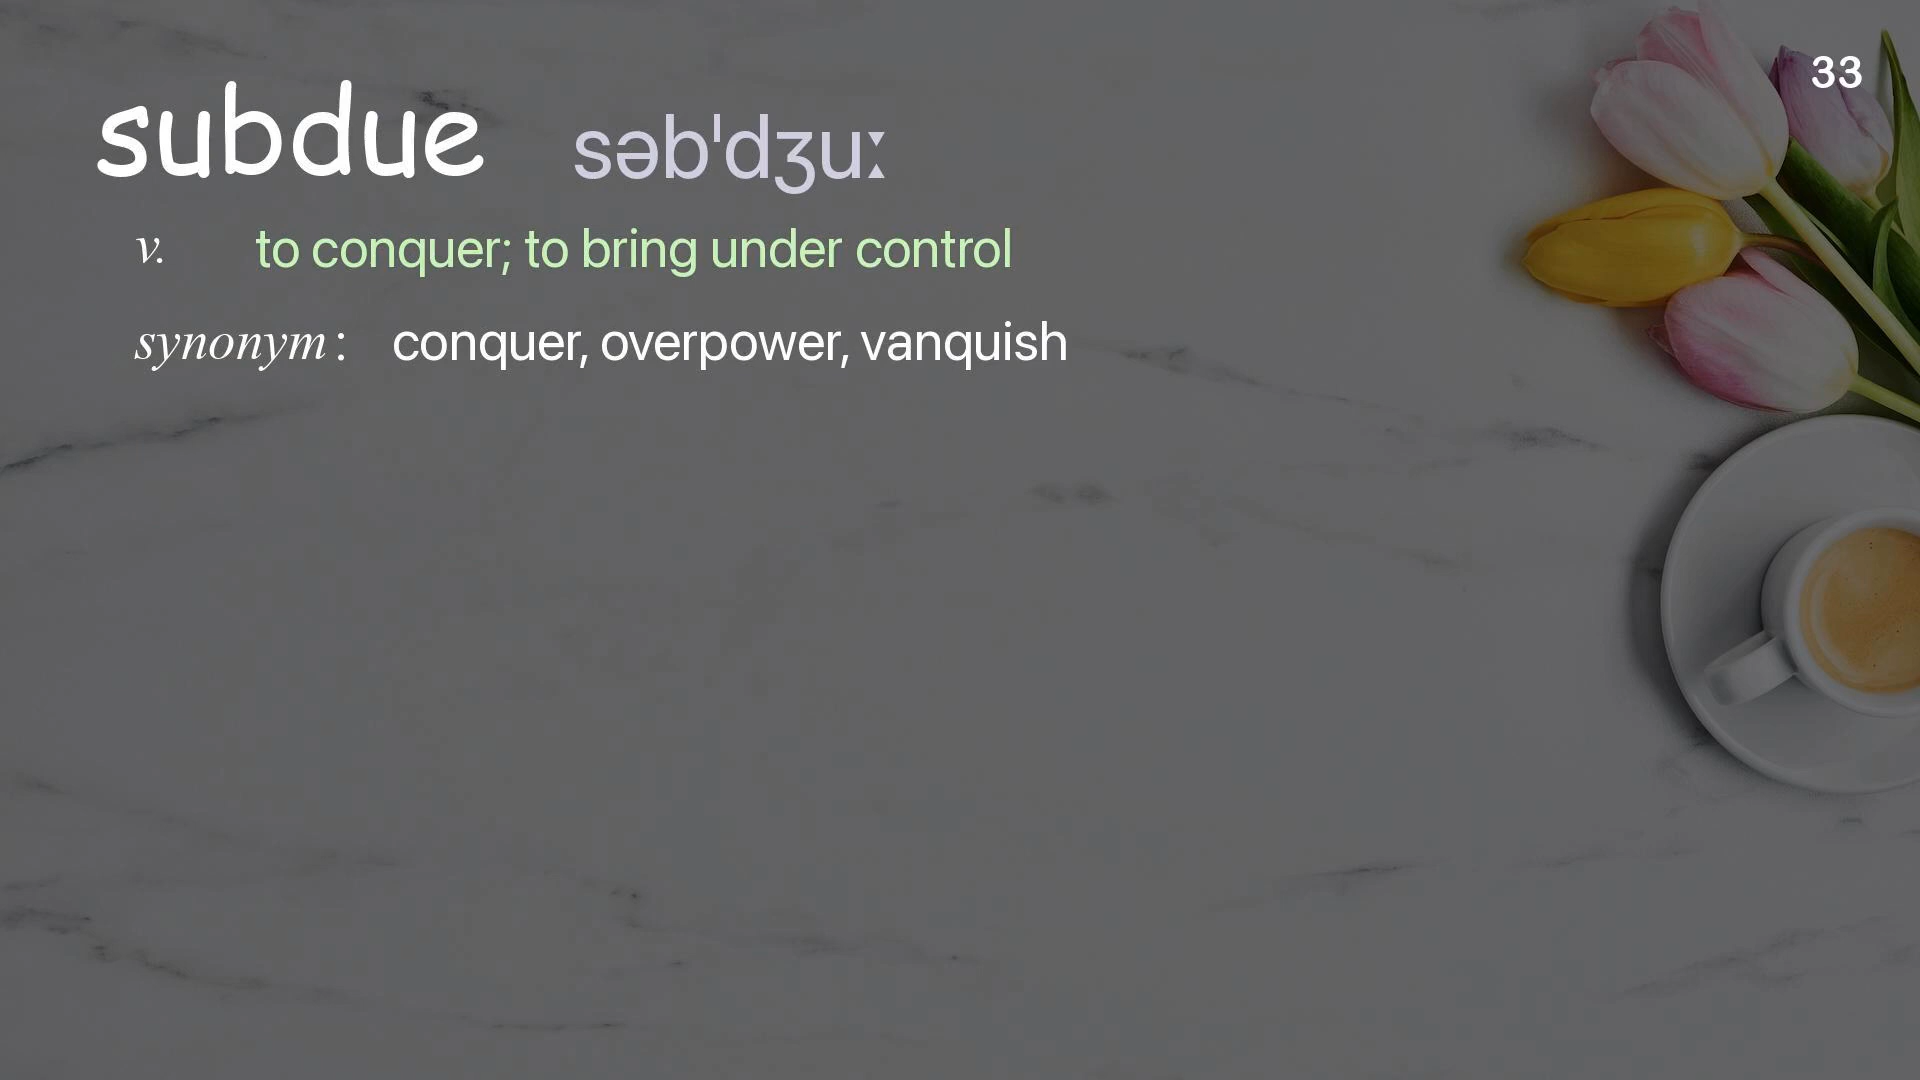 33
subdue səbˈdʒuː
v. to conquer; to bring under control
synonym : conquer, overpower, vanquish